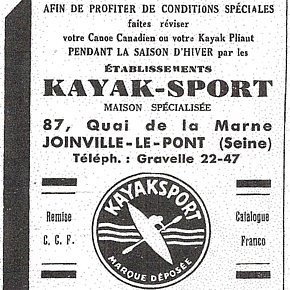 AFIN DE PROFITER DE CONDITIONS SPÉCIALES
faites réviser
votre Canoe Canadien ou votre Kayak Pliaut
PENDANT LA SAISON D'HIVER par les
ÉTABLISSEMENTS
KAYAK-SPORT
MAISON SPÉCIALISÉE
87, Quai de la Marne
JOINVILLE-LE-PONT (Seine)
Téléph. : Gravelle 22-47
KAYAKSPORT
MARQUE DÉPOSÉE
Remise
C. C. F.
Catalogue
Franco